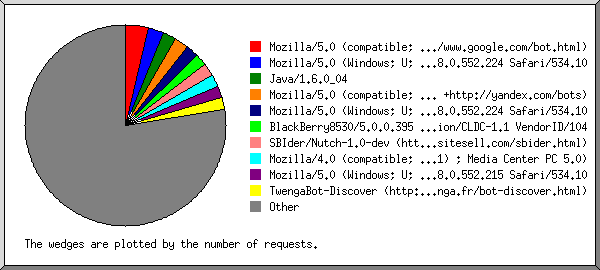 Mozilla/5.0 (compatible; .../www.google.com/bot.html)
Mozilla/5.0 (Windows; U; ...8.0.552.224 Safari/534.10
Java/1.6.0_04
Mozilla/5.0 (compatible; ... +http://yandex.com/bots)
Mozilla/5.0 (Windows; U; ...8.0.552.224 Safari/534.10
BlackBerry8530/5.0.0.395 ...ion/CLDC-1.1 VendorID/104
SBIder/Nutch-1.0-dev (htt...sitesell.com/sbider.html)
Mozilla/4.0 (compatible; ...1) ; Media Center PC 5.0)
Mozilla/5.0 (Windows; U; ...8.0.552.215 Safari/534.10
TwengaBot-Discover (http:...nga.fr/bot-discover.html)
Other
The wedges are plotted by the number of requests.